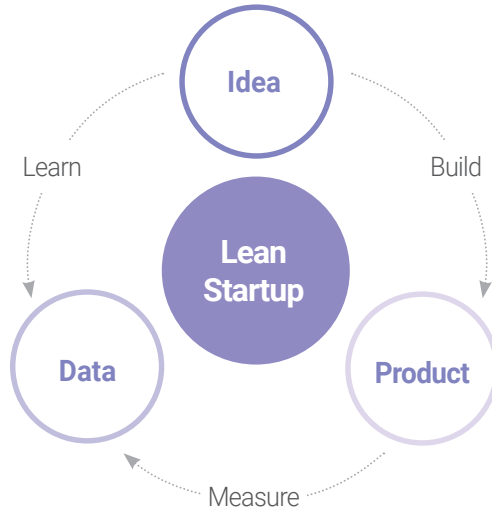 Idea
Learn
Build
Lean
Startup
Data
Product
Measure